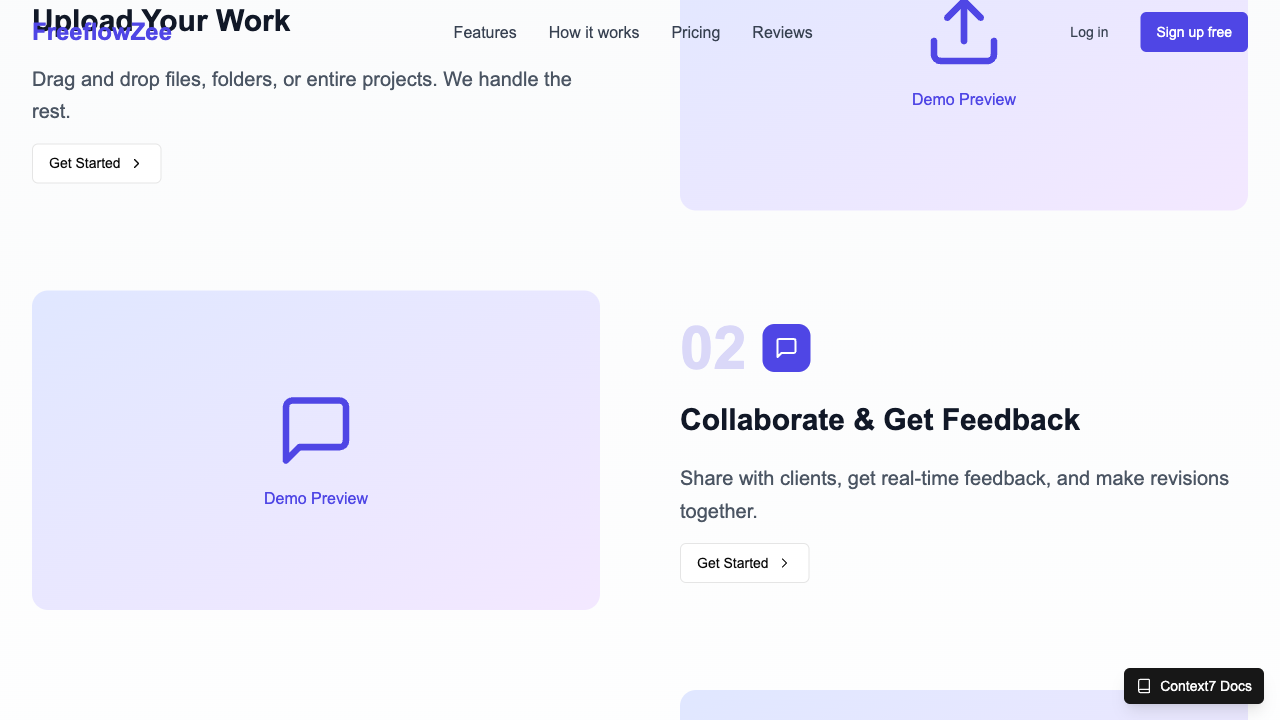 FreeflowZee
Features
How it works
Pricing
Reviews
Log in
Sign up free
Upload Your Work
Drag and drop files, folders, or entire projects. We handle the
rest.
Get Started
Demo Preview
Demo Preview
02
Collaborate & Get Feedback
Share with clients, get real-time feedback, and make revisions
together.
Get Started
Context7 Docs